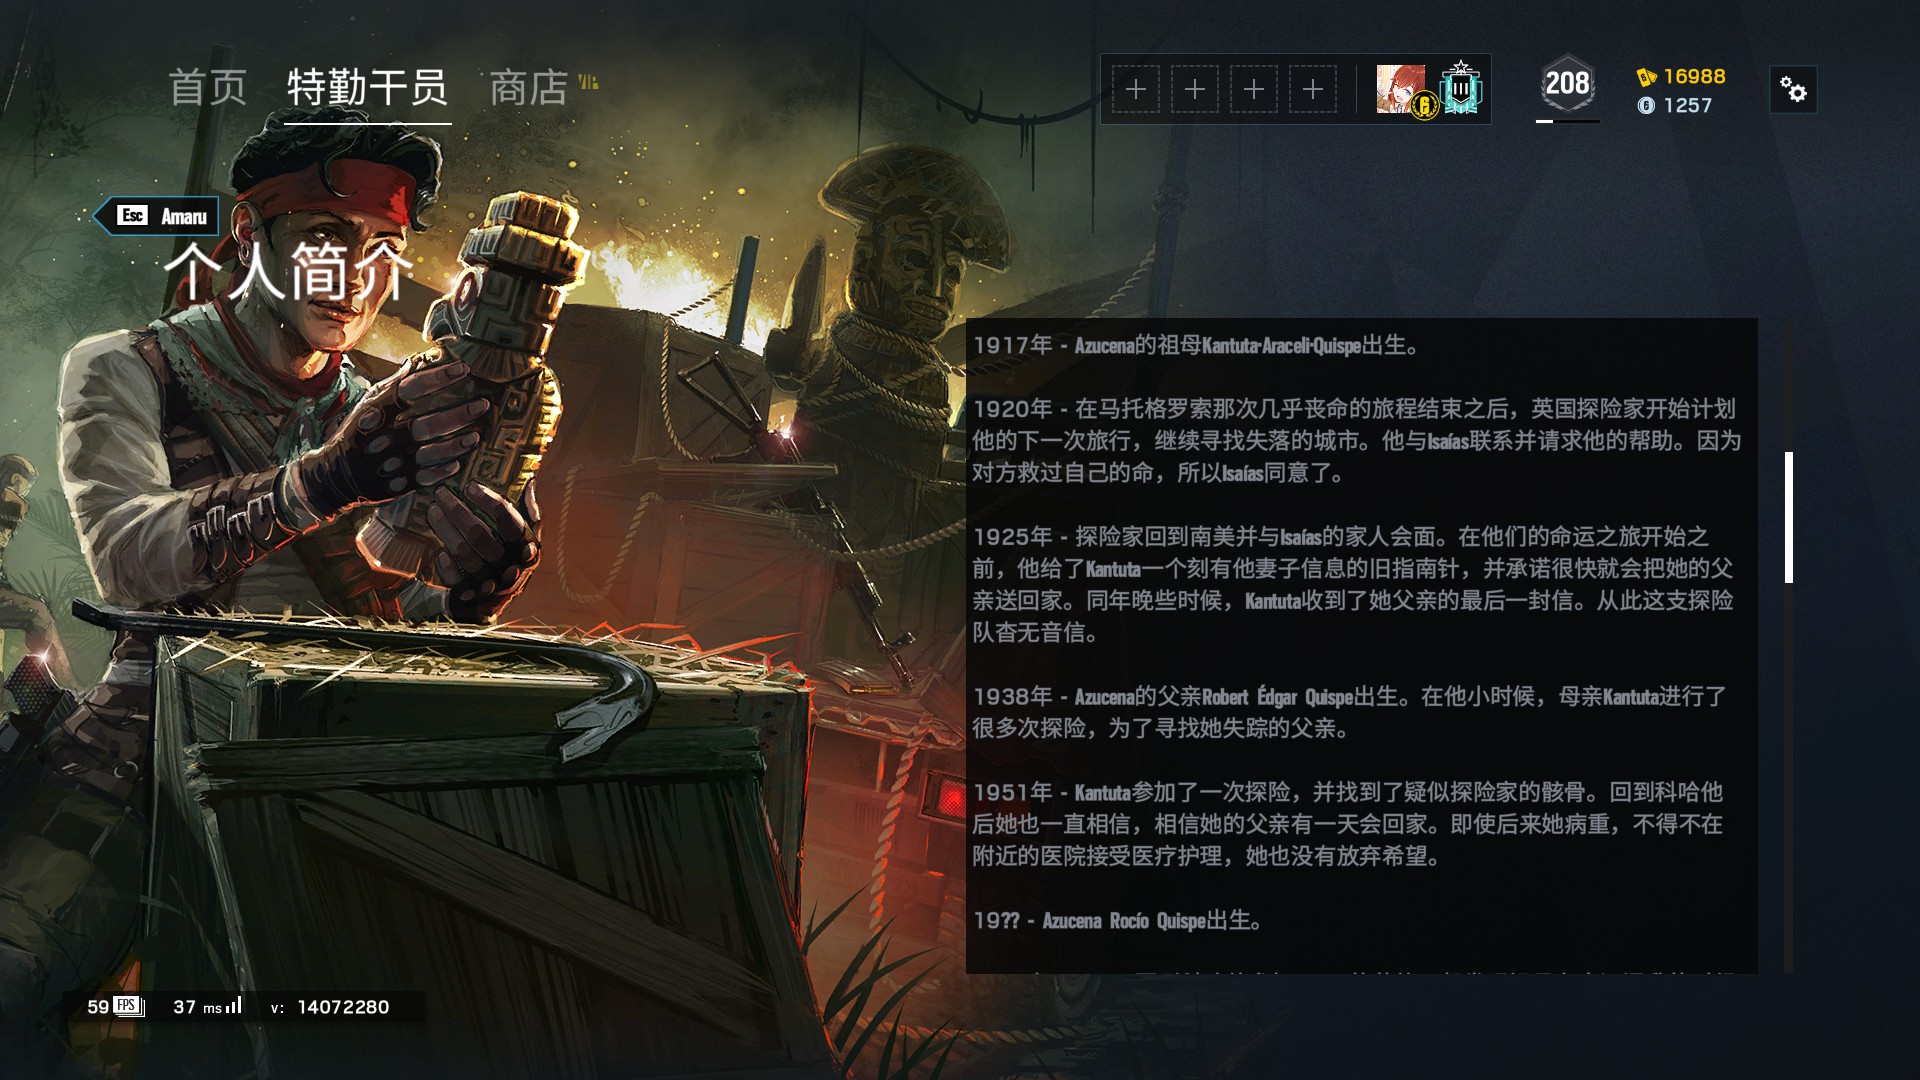 首页 特勤干员 商店
208
16988
1257
Esc Amaru
个人简介
1917年 - Azucena的祖母Kantuta·Araceli·Quispe出生。
1920年 - 在马托格罗索那次几乎丧命的旅程结束之后，英国探险家开始计划
他的下一次旅行，继续寻找失落的城市。他与Isaías联系并请求他的帮助。因为
对方救过自己的命，所以Isaías同意了。
1925年 - 探险家回到南美并与Isaías的家人会面。在他们的命运之旅开始之
前，他给了Kantuta一个刻有他妻子信息的旧指南针，并承诺很快就会把她的父
亲送回家。同年晚些时候，Kantuta收到了她父亲的最后一封信。从此这支探险
队杳无音信。
1938年 - Azucena的父亲Robert Édgar Quispe出生。在他小时候，母亲Kantuta进行了
很多次探险，为了寻找她失踪的父亲。
1951年 - Kantuta参加了一次探险，并找到了疑似探险家的骸骨。回到科哈他
后她也一直相信，相信她的父亲有一天会回家。即使后来她病重，不得不在
附近的医院接受医疗护理，她也没有放弃希望。
19?? - Azucena Rocío Quispe出生。
59 FPS 37 ms v: 14072280